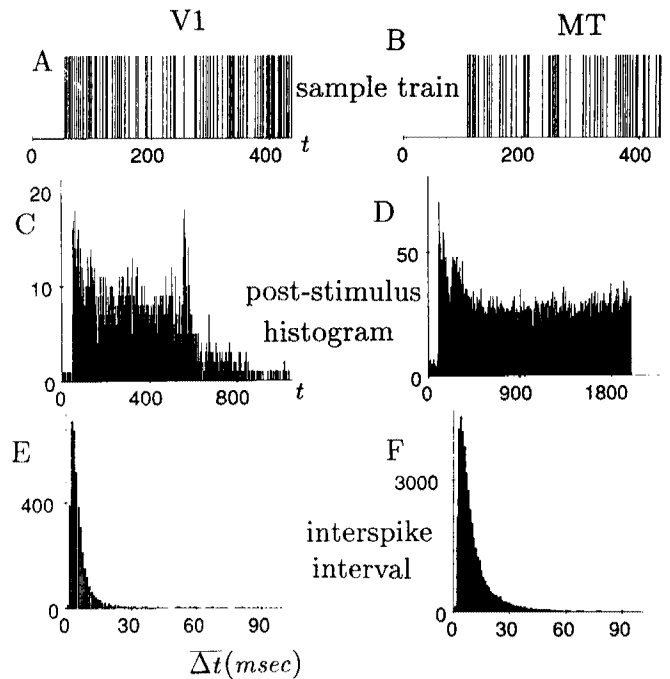 V1
MT
A
B
sample train
0
200
400
t
0
200
400
C
D
20
10
0
50
0
post-stimulus
histogram
0
400
800
t
0
900
1800
E
F
400
0
3000
0
interspike
interval
0
30
60
90
0
30
60
90
Δt(msec)